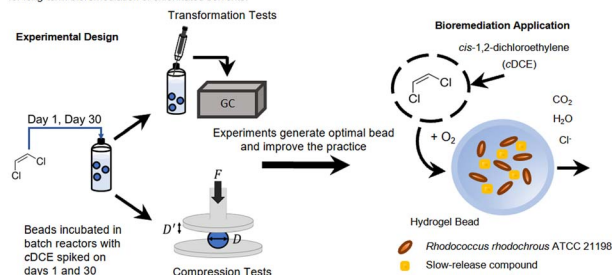 Transformation Tests
Experimental Design
GC
Day 1, Day 30
Cl
Cl
Beads incubated in
batch reactors with
cDCE spiked on
days 1 and 30
F
D'
D
Compression Tests
Experiments generate optimal bead
and improve the practice
Bioremediation Application
cis-1,2-dichloroethylene
(cDCE)
Cl
Cl
+ O₂
CO₂
H₂O
Cl⁻
Hydrogel Bead
Rhodococcus rhodochrous ATCC 21198
Slow-release compound